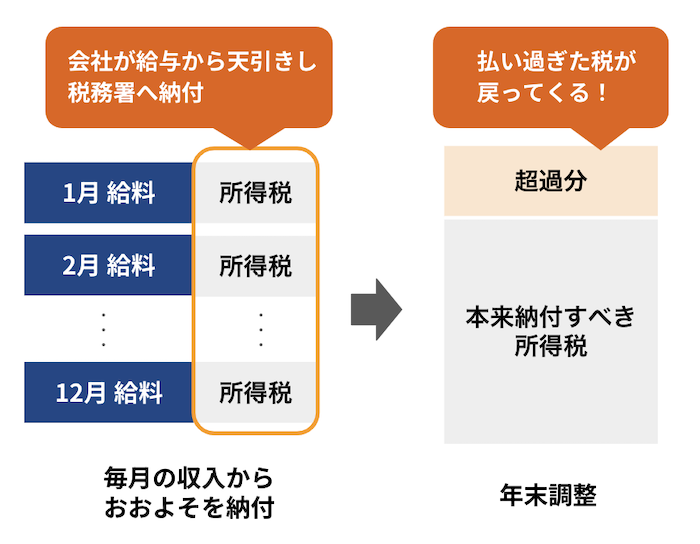 会社が給与から天引きし
税務署へ納付
払い過ぎた税が
戻ってくる！
1月 給料
所得税
2月 給料
所得税
12月 給料
所得税
超過分
本来納付すべき
所得税
毎月の収入から
おおよそを納付
年末調整